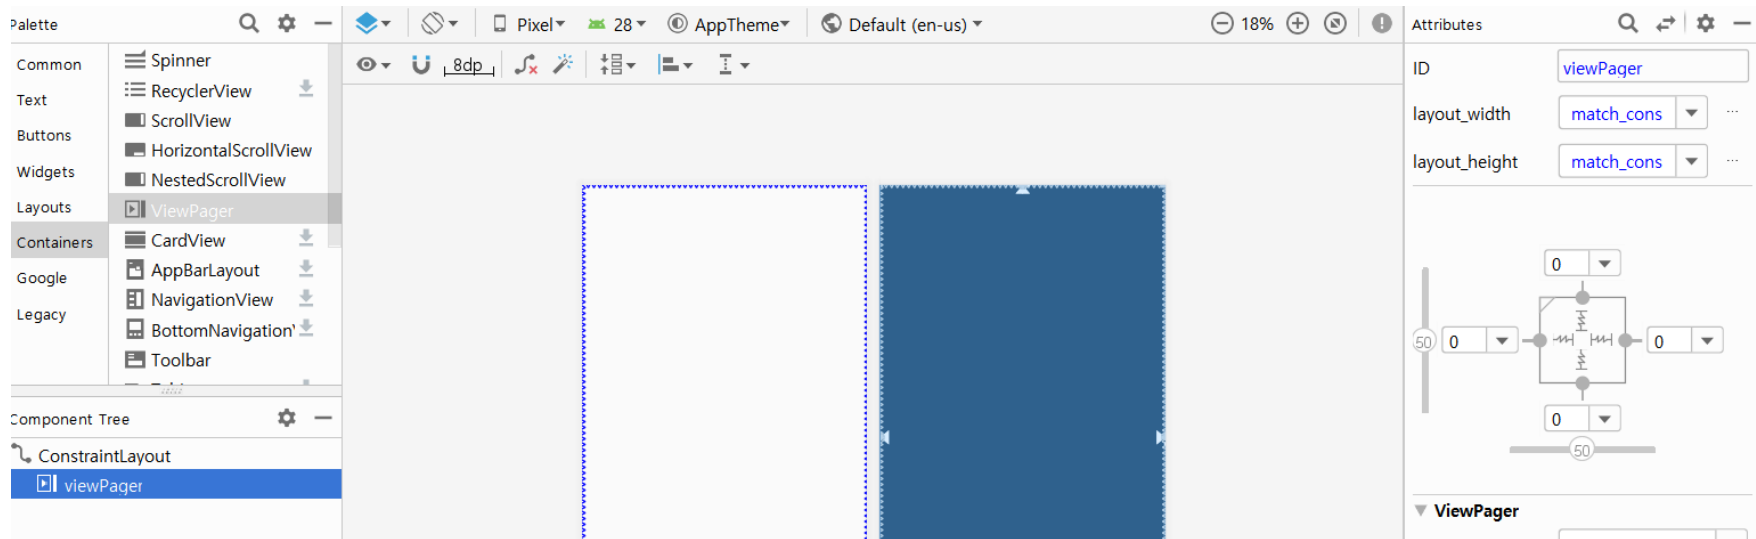 Palette
Pixel
28
AppTheme
Default (en-us)
18%
Attributes
Common
Text
Buttons
Widgets
Layouts
Containers
Google
Legacy
Spinner
RecyclerView
ScrollView
HorizontalScrollView
NestedScrollView
ViewPager
CardView
AppBarLayout
NavigationView
BottomNavigation
Toolbar
8dp
ID
viewPager
layout_width
match_cons
...
layout_height
match_cons
...
0
50
0
0
0
50
ViewPager
Component Tree
ConstraintLayout
viewPager